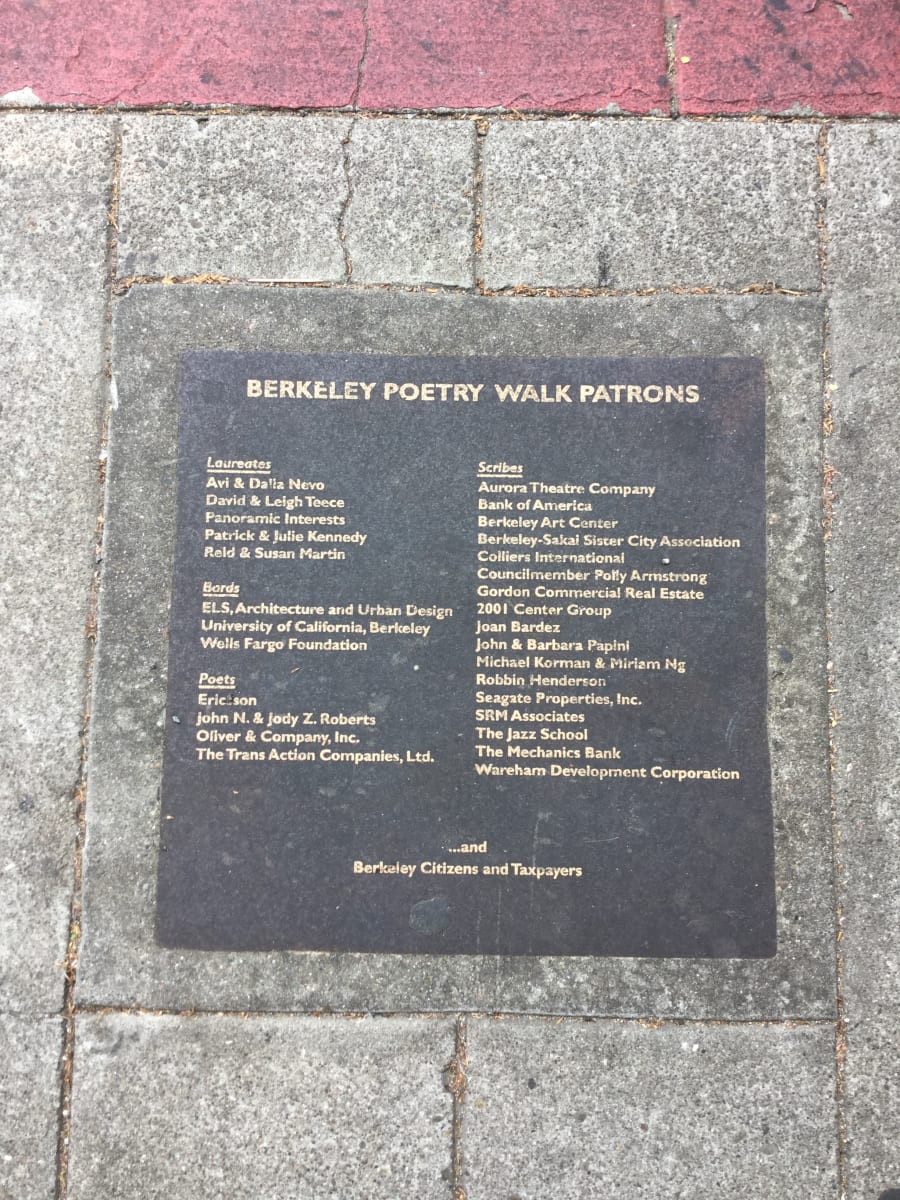 BERKELEY POETRY WALK PATRONS
Laureates
Avi & Dalia Nevo
David & Leigh Teece
Panoramic Interests
Patrick & Julie Kennedy
Reid & Susan Martin
Bards
ELS, Architecture and Urban Design
University of California, Berkeley
Wells Fargo Foundation
Poets
Ericsson
John N. & Jody Z. Roberts
Oliver & Company, Inc.
The Trans Action Companies, Ltd.
Scribes
Aurora Theatre Company
Bank of America
Berkeley Art Center
Berkeley-Sakai Sister City Association
Colliers International
Councilmember Polly Armstrong
Gordon Commercial Real Estate
2001 Center Group
Joan Bardez
John & Barbara Papini
Michael Korman & Miriam Ng
Robbin Henderson
Seagate Properties, Inc.
SRM Associates
The Jazz School
The Mechanics Bank
Wareham Development Corporation
...and
Berkeley Citizens and Taxpayers